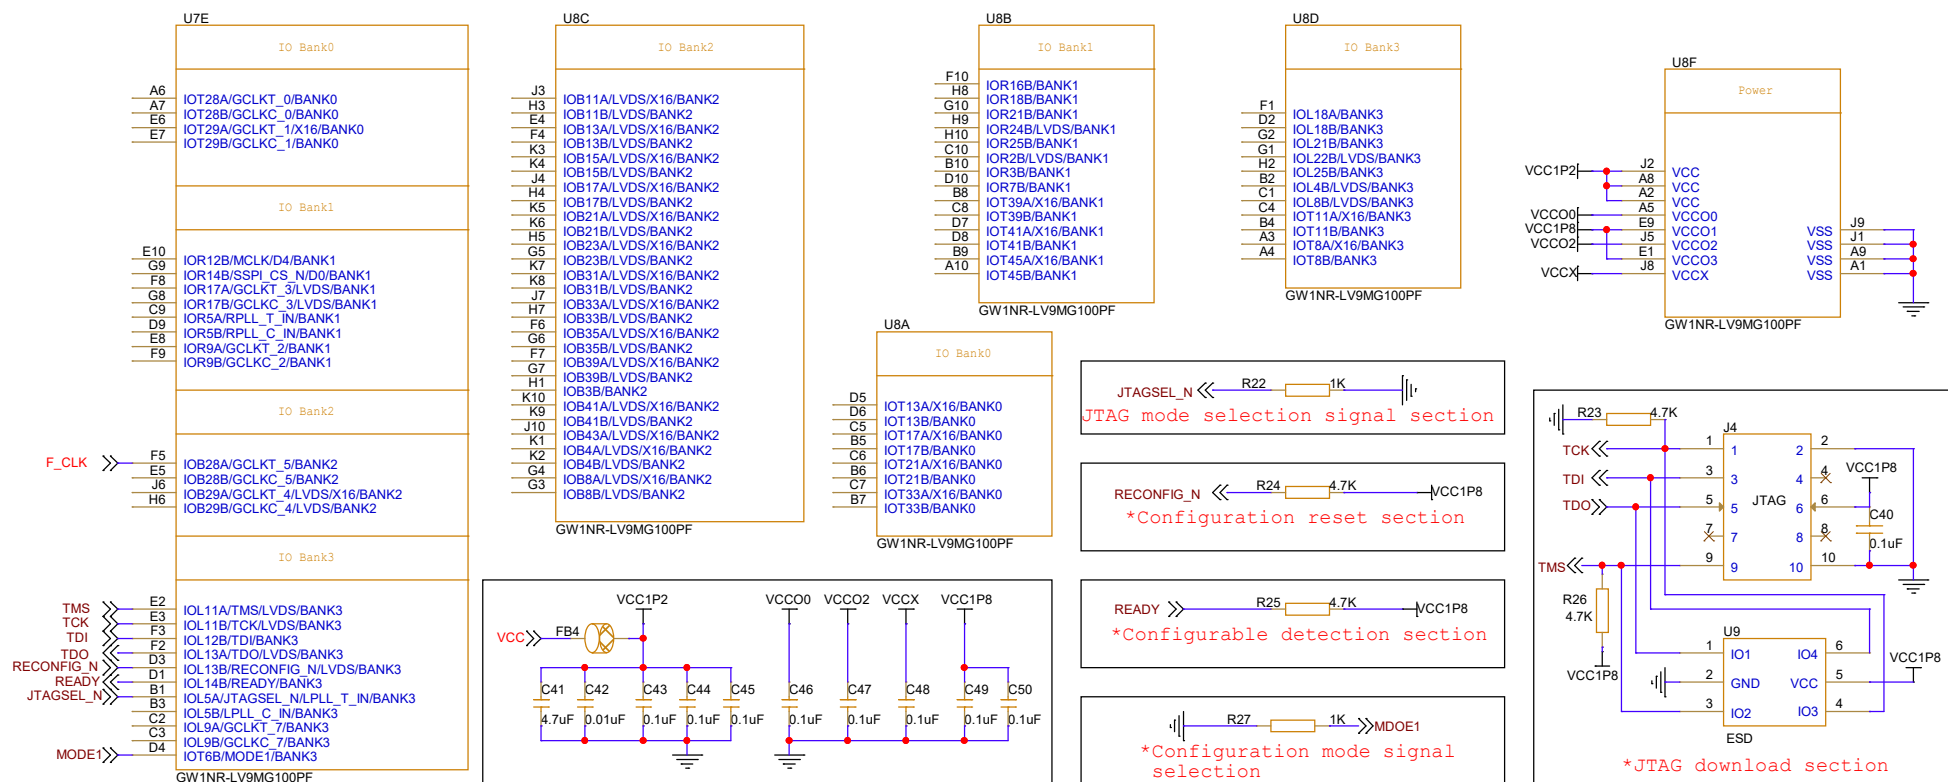 U7E
IO Bank0
A6 IOT28A/GCLKT_0/BANK0
A7 IOT28B/GCLKC_0/BANK0
E6 IOT29A/GCLKT_1/X16/BANK0
E7 IOT29B/GCLKC_1/BANK0
IO Bank1
E10 IOR12B/MCLK/D4/BANK1
G9 IOR14B/SSPI_CS_N/D0/BANK1
F8 IOR17A/GCLKT_3/LVDS/BANK1
G8 IOR17B/GCLKC_3/LVDS/BANK1
C9 IOR5A/RPLL_T_IN/BANK1
D9 IOR5B/RPLL_C_IN/BANK1
E8 IOR9A/GCLKT_2/BANK1
F9 IOR9B/GCLKC_2/BANK1
IO Bank2
F_CLK F5 IOB28A/GCLKT_5/BANK2
E5 IOB28B/GCLKC_5/BANK2
J6 IOB29A/GCLKT_4/LVDS/X16/BANK2
H6 IOB29B/GCLKC_4/LVDS/BANK2
IO Bank3
TMS E2 IOL11A/TMS/LVDS/BANK3
TCK E3 IOL11B/TCK/LVDS/BANK3
TDI F3 IOL12B/TDI/BANK3
TDO F2 IOL13A/TDO/LVDS/BANK3
RECONFIG_N D3 IOL13B/RECONFIG_N/LVDS/BANK3
READY D1 IOL14B/READY/BANK3
JTAGSEL_N B1 IOL5A/JTAGSEL_N/LPLL_T_IN/BANK3
B3 IOL5B/LPLL_C_IN/BANK3
C2 IOL9A/GCLKT_7/BANK3
C3 IOL9B/GCLKC_7/BANK3
MODE1 D4 IOT6B/MODE1/BANK3
GW1NR-LV9MG100PF
U8C
IO Bank2
J3 IOB11A/LVDS/X16/BANK2
H3 IOB11B/LVDS/BANK2
E4 IOB13A/LVDS/X16/BANK2
F4 IOB13B/LVDS/BANK2
K3 IOB15A/LVDS/X16/BANK2
K4 IOB15B/LVDS/BANK2
J4 IOB17A/LVDS/X16/BANK2
H4 IOB17B/LVDS/BANK2
K5 IOB21A/LVDS/X16/BANK2
K6 IOB21B/LVDS/BANK2
H5 IOB23A/LVDS/X16/BANK2
G5 IOB23B/LVDS/BANK2
K7 IOB31A/LVDS/X16/BANK2
K8 IOB31B/LVDS/BANK2
J7 IOB33A/LVDS/X16/BANK2
H7 IOB33B/LVDS/BANK2
F6 IOB35A/LVDS/X16/BANK2
G6 IOB35B/LVDS/BANK2
F7 IOB39A/LVDS/X16/BANK2
G7 IOB39B/LVDS/BANK2
H1 IOB3B/BANK2
K10 IOB41A/LVDS/X16/BANK2
K9 IOB41B/LVDS/BANK2
J10 IOB43A/LVDS/X16/BANK2
K1 IOB4A/LVDS/X16/BANK2
K2 IOB4B/LVDS/BANK2
G4 IOB8A/LVDS/X16/BANK2
G3 IOB8B/LVDS/BANK2
GW1NR-LV9MG100PF
U8B
IO Bank1
F10 IOR16B/BANK1
H8 IOR18B/BANK1
G10 IOR21B/BANK1
H9 IOR24B/LVDS/BANK1
H10 IOR25B/BANK1
C10 IOR2B/LVDS/BANK1
B10 IOR3B/BANK1
D10 IOR7B/BANK1
B8 IOT39A/X16/BANK1
C8 IOT39B/BANK1
D7 IOT41A/X16/BANK1
D8 IOT41B/BANK1
B9 IOT45A/X16/BANK1
A10 IOT45B/BANK1
GW1NR-LV9MG100PF
U8D
IO Bank3
F1 IOL18A/BANK3
D2 IOL18B/BANK3
G2 IOL21B/BANK3
G1 IOL22B/LVDS/BANK3
H2 IOL25B/BANK3
B2 IOL4B/LVDS/BANK3
C1 IOL8B/LVDS/BANK3
C4 IOT11A/X16/BANK3
B4 IOT11B/BANK3
A3 IOT8A/X16/BANK3
A4 IOT8B/BANK3
GW1NR-LV9MG100PF
U8F
Power
VCC1P2 J2 VCC
A8 VCC
A2 VCC
VCCO0 A5 VCCO0
VCC1P8 E9 VCCO1
VCCO2 J5 VCCO2
E1 VCCO3
VCCX J8 VCCX
VSS J9
VSS J1
VSS A9
VSS A1
GW1NR-LV9MG100PF
U8A
IO Bank0
D5 IOT13A/X16/BANK0
D6 IOT13B/BANK0
C5 IOT17A/X16/BANK0
B5 IOT17B/BANK0
C6 IOT21A/X16/BANK0
B6 IOT21B/BANK0
C7 IOT33A/X16/BANK0
B7 IOT33B/BANK0
GW1NR-LV9MG100PF
JTAGSEL_N R22 1K
JTAG mode selection signal section
RECONFIG_N R24 4.7K VCC1P8
*Configuration reset section
READY R25 4.7K VCC1P8
*Configurable detection section
R27 1K MDOE1
*Configuration mode signal
selection
VCC1P2 VCCO0 VCCO2 VCCX VCC1P8
VCC FB4
C41 C42 C43 C44 C45 C46 C47 C48 C49 C50
4.7uF 0.01uF 0.1uF 0.1uF 0.1uF 0.1uF 0.1uF 0.1uF 0.1uF 0.1uF
R23 4.7K
J4
TCK 1 1 2 2
TDI 3 3 4 4 VCC1P8
TDO 5 5 JTAG 6 6
C40
7 7 8 8
0.1uF
TMS 9 9 10 10
R26
4.7K
VCC1P8
U9
1 IO1 IO4 6
2 GND VCC 5 VCC1P8
3 IO2 IO3 4
ESD
*JTAG download section